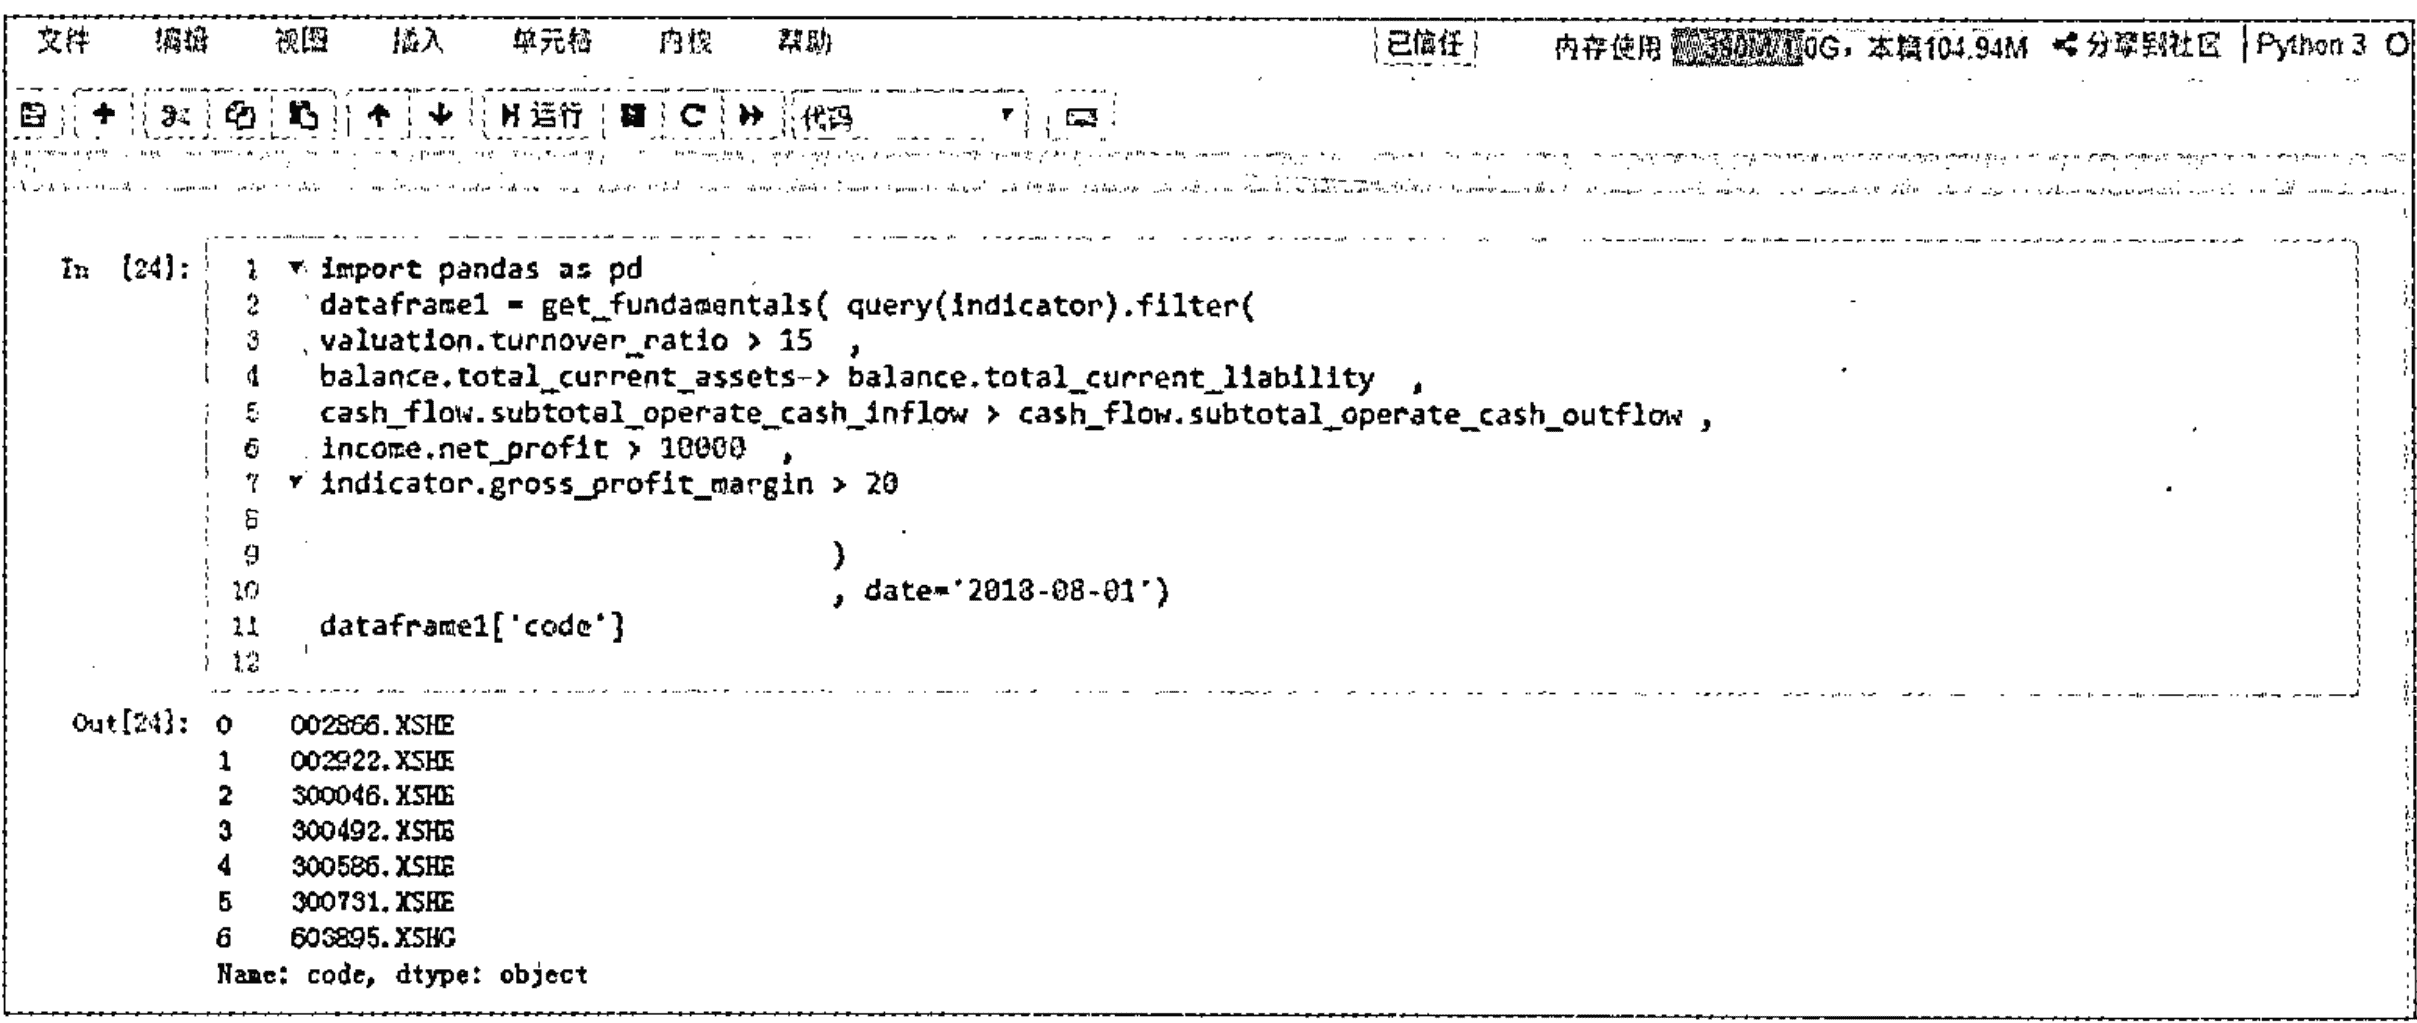 文件 编辑 视图 插入 单元格 内核 帮助 已信任 内存使用 380M/1.0G，本篇104.94M 分享到社区 Python 3
运行 代码
In [24]:
1 import pandas as pd
2 dataframe1 = get_fundamentals( query(indicator).filter(
3 valuation.turnover_ratio > 15 ,
4 balance.total_current_assets-> balance.total_current_liability ,
5 cash_flow.subtotal_operate_cash_inflow > cash_flow.subtotal_operate_cash_outflow ,
6 income.net_profit > 10000 ,
7 indicator.gross_profit_margin > 20
8
9 )
10 , date='2018-08-01')
11 dataframe1['code']
12
Out[24]: 0 002866.XSHE
1 002922.XSHE
2 300046.XSHE
3 300492.XSHE
4 300586.XSHE
5 300731.XSHE
6 603895.XSHG
Name: code, dtype: object